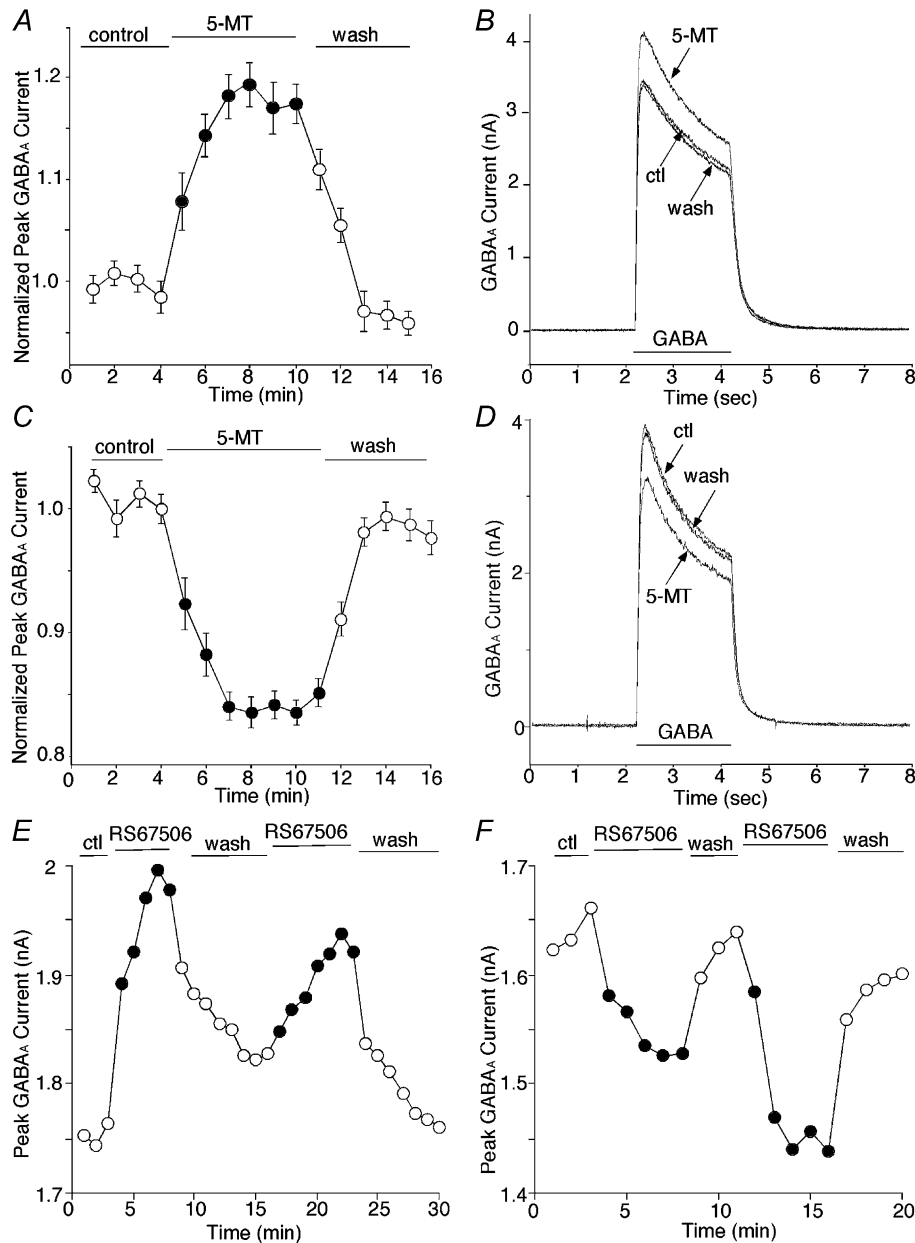 A
control
5-MT
wash
Normalized Peak GABAA Current
1.2
1.1
1.0
0 2 4 6 8 10 12 14 16
Time (min)
B
GABAA Current (nA)
4
3
2
1
0
5-MT
ctl
wash
GABA
0 1 2 3 4 5 6 7 8
Time (sec)
C
control
5-MT
wash
Normalized Peak GABAA Current
1.0
0.9
0.8
0 2 4 6 8 10 12 14 16
Time (min)
D
GABAA Current (nA)
4
2
0
ctl
wash
5-MT
GABA
0 1 2 3 4 5 6 7 8
Time (sec)
E
ctl
RS67506
wash
RS67506
wash
Peak GABAA Current (nA)
2
1.9
1.8
1.7
0 5 10 15 20 25 30
Time (min)
F
ctl
RS67506
wash
RS67506
wash
Peak GABAA Current (nA)
1.7
1.6
1.5
1.4
0 5 10 15 20
Time (min)